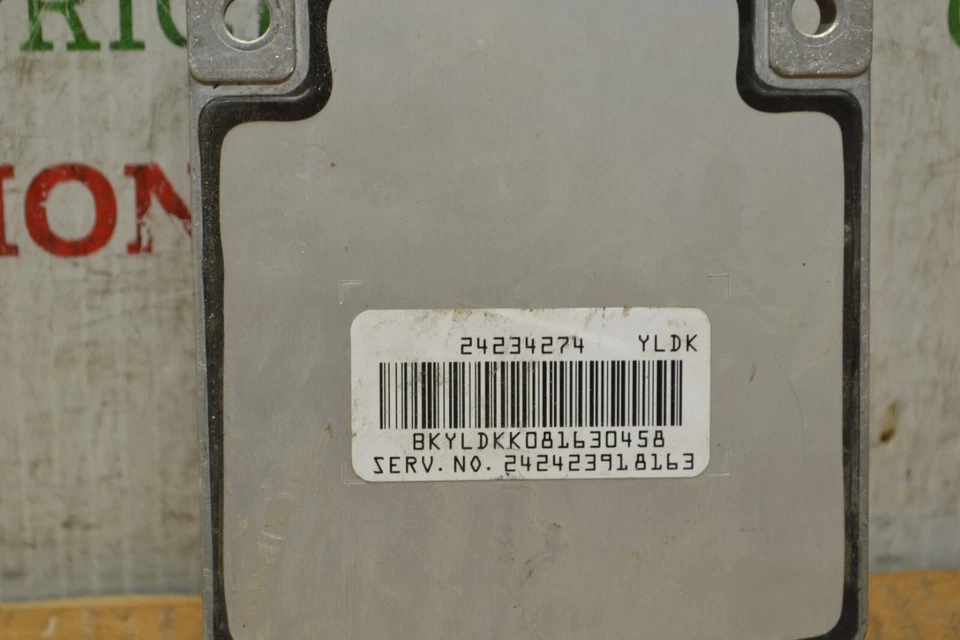 24234274 YLDK
BKYLDKK081630458
SERV. NO. 242423918163